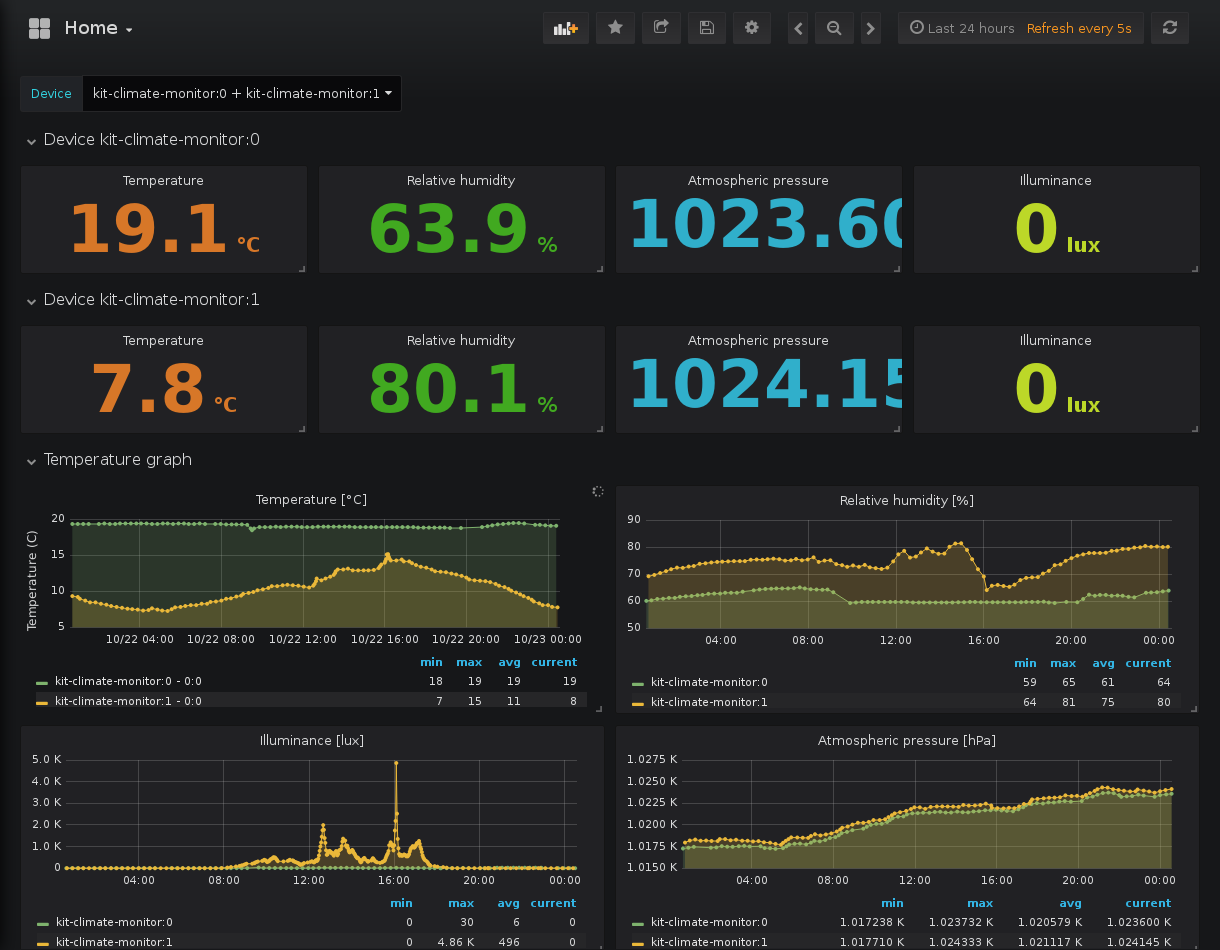 Home
Last 24 hours Refresh every 5s
Device kit-climate-monitor:0 + kit-climate-monitor:1
Device kit-climate-monitor:0
Temperature Relative humidity Atmospheric pressure Illuminance
19.1 °C 63.9 % 1023.60 0 lux
Device kit-climate-monitor:1
Temperature Relative humidity Atmospheric pressure Illuminance
7.8 °C 80.1 % 1024.15 0 lux
Temperature graph
Temperature [°C]
Temperature (C)
20
15
10
5
10/22 04:00 10/22 08:00 10/22 12:00 10/22 16:00 10/22 20:00 10/23 00:00
min max avg current
kit-climate-monitor:0 - 0:0 18 19 19 19
kit-climate-monitor:1 - 0:0 7 15 11 8
Relative humidity [%]
90
80
70
60
50
04:00 08:00 12:00 16:00 20:00 00:00
min max avg current
kit-climate-monitor:0 59 65 61 64
kit-climate-monitor:1 64 81 75 80
Illuminance [lux]
5.0 K
4.0 K
3.0 K
2.0 K
1.0 K
0
04:00 08:00 12:00 16:00 20:00 00:00
min max avg current
kit-climate-monitor:0 0 30 6 0
kit-climate-monitor:1 0 4.86 K 496 0
Atmospheric pressure [hPa]
1.0275 K
1.0250 K
1.0225 K
1.0200 K
1.0175 K
1.0150 K
04:00 08:00 12:00 16:00 20:00 00:00
min max avg current
kit-climate-monitor:0 1.017238 K 1.023732 K 1.020579 K 1.023600 K
kit-climate-monitor:1 1.017710 K 1.024333 K 1.021117 K 1.024145 K